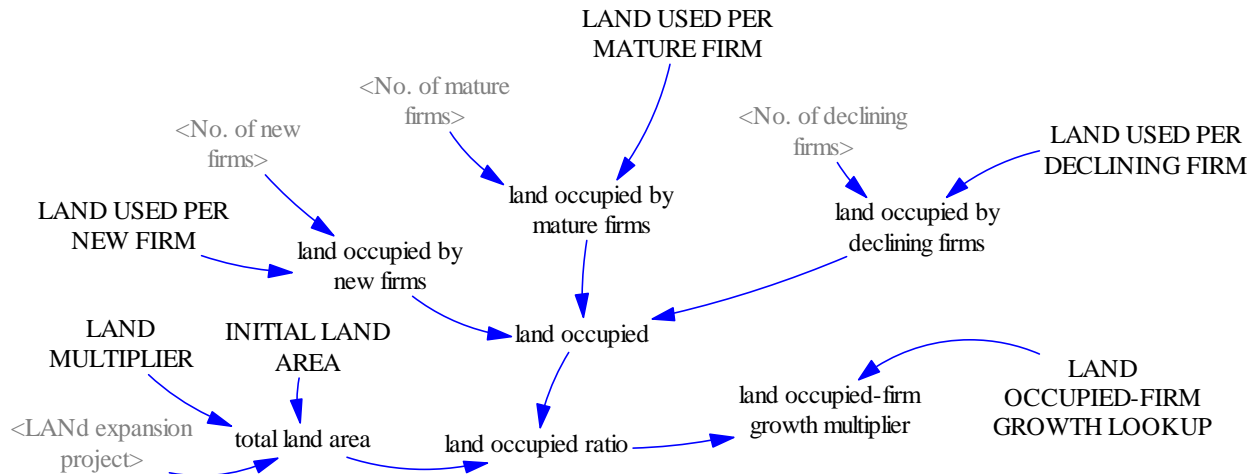 LAND USED PER
MATURE FIRM
<No. of mature
firms>
<No. of new
firms>
<No. of declining
firms>
LAND USED PER
DECLINING FIRM
LAND USED PER
NEW FIRM
land occupied by
mature firms
land occupied by
declining firms
land occupied by
new firms
LAND
MULTIPLIER
INITIAL LAND
AREA
land occupied
LAND
OCCUPIED-FIRM
GROWTH LOOKUP
land occupied-firm
growth multiplier
<LANd expansion
project>
total land area
land occupied ratio